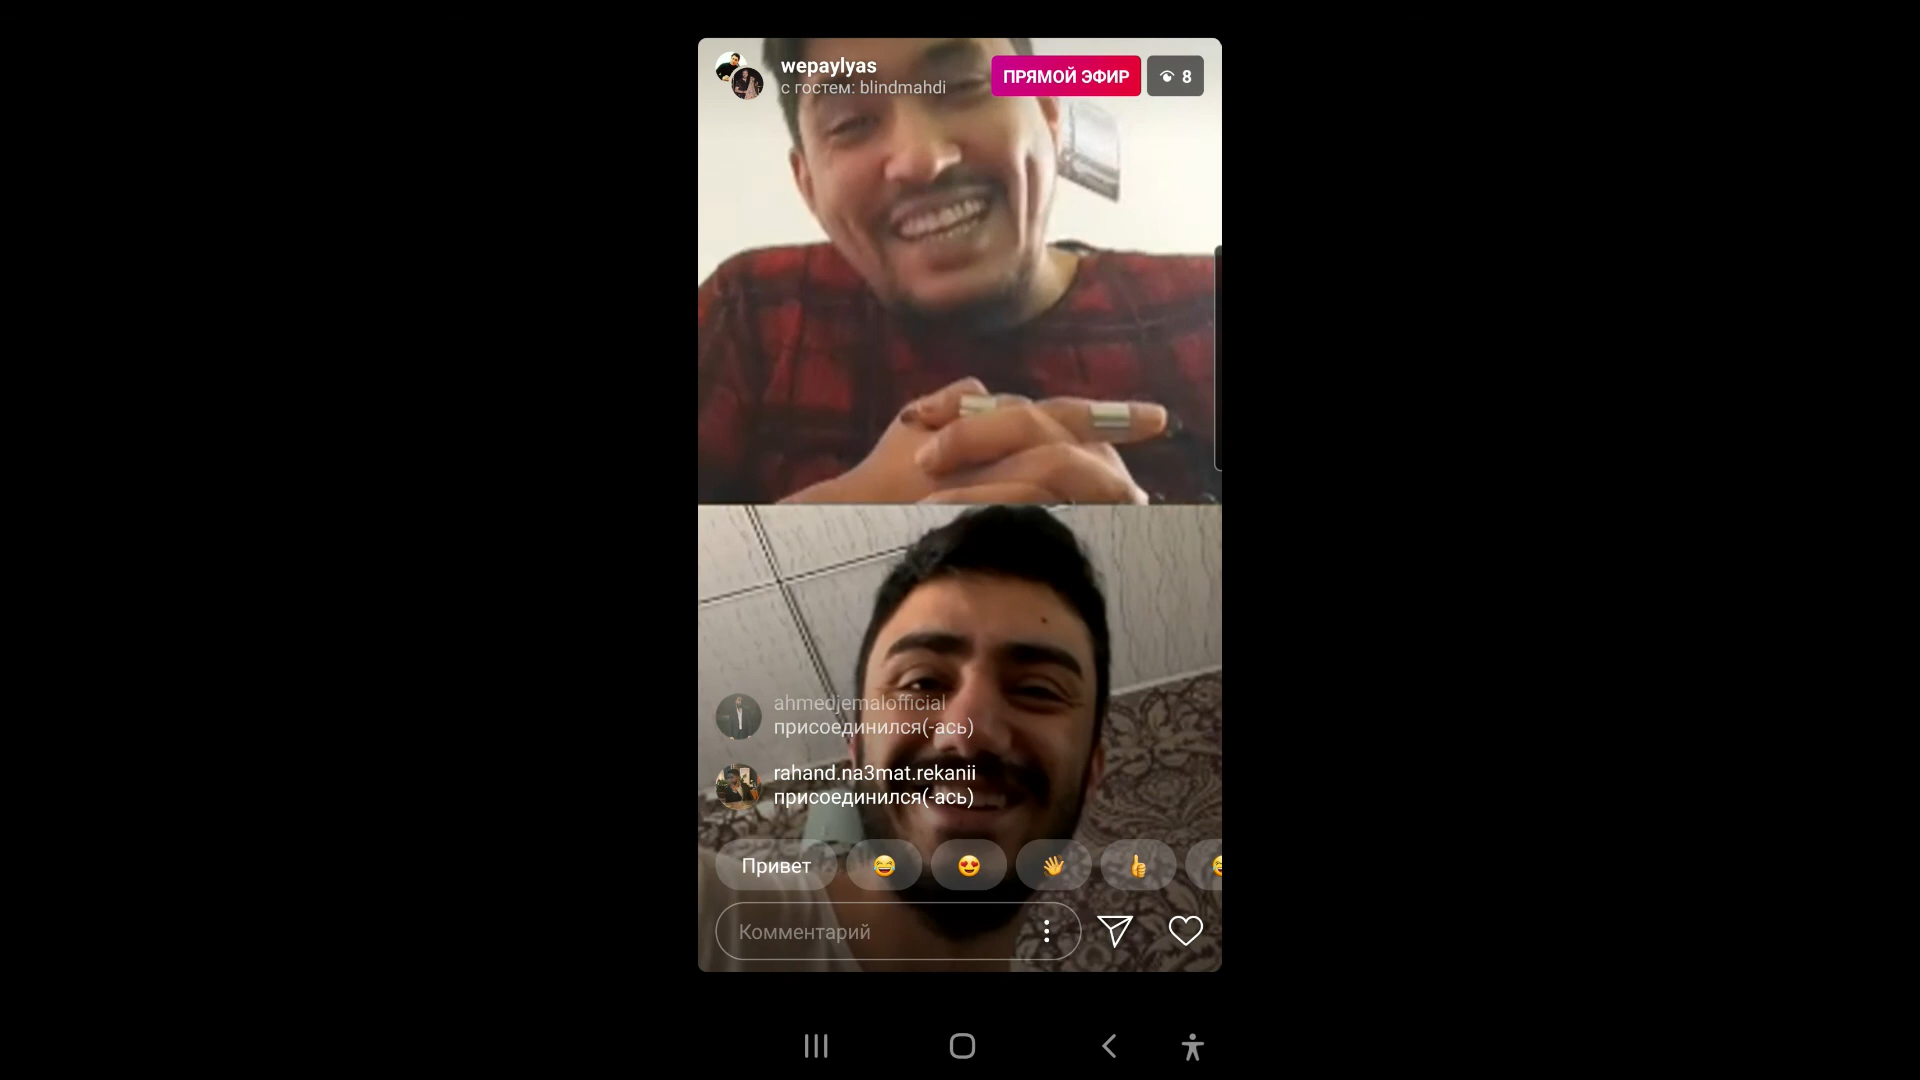 wepaylyas
с гостем: blindmahdi
ПРЯМОЙ ЭФИР
8
ahmedjemalofficial
присоединился(-ась)
rahand.na3mat.rekanii
присоединился(-ась)
Привет
Комментарий